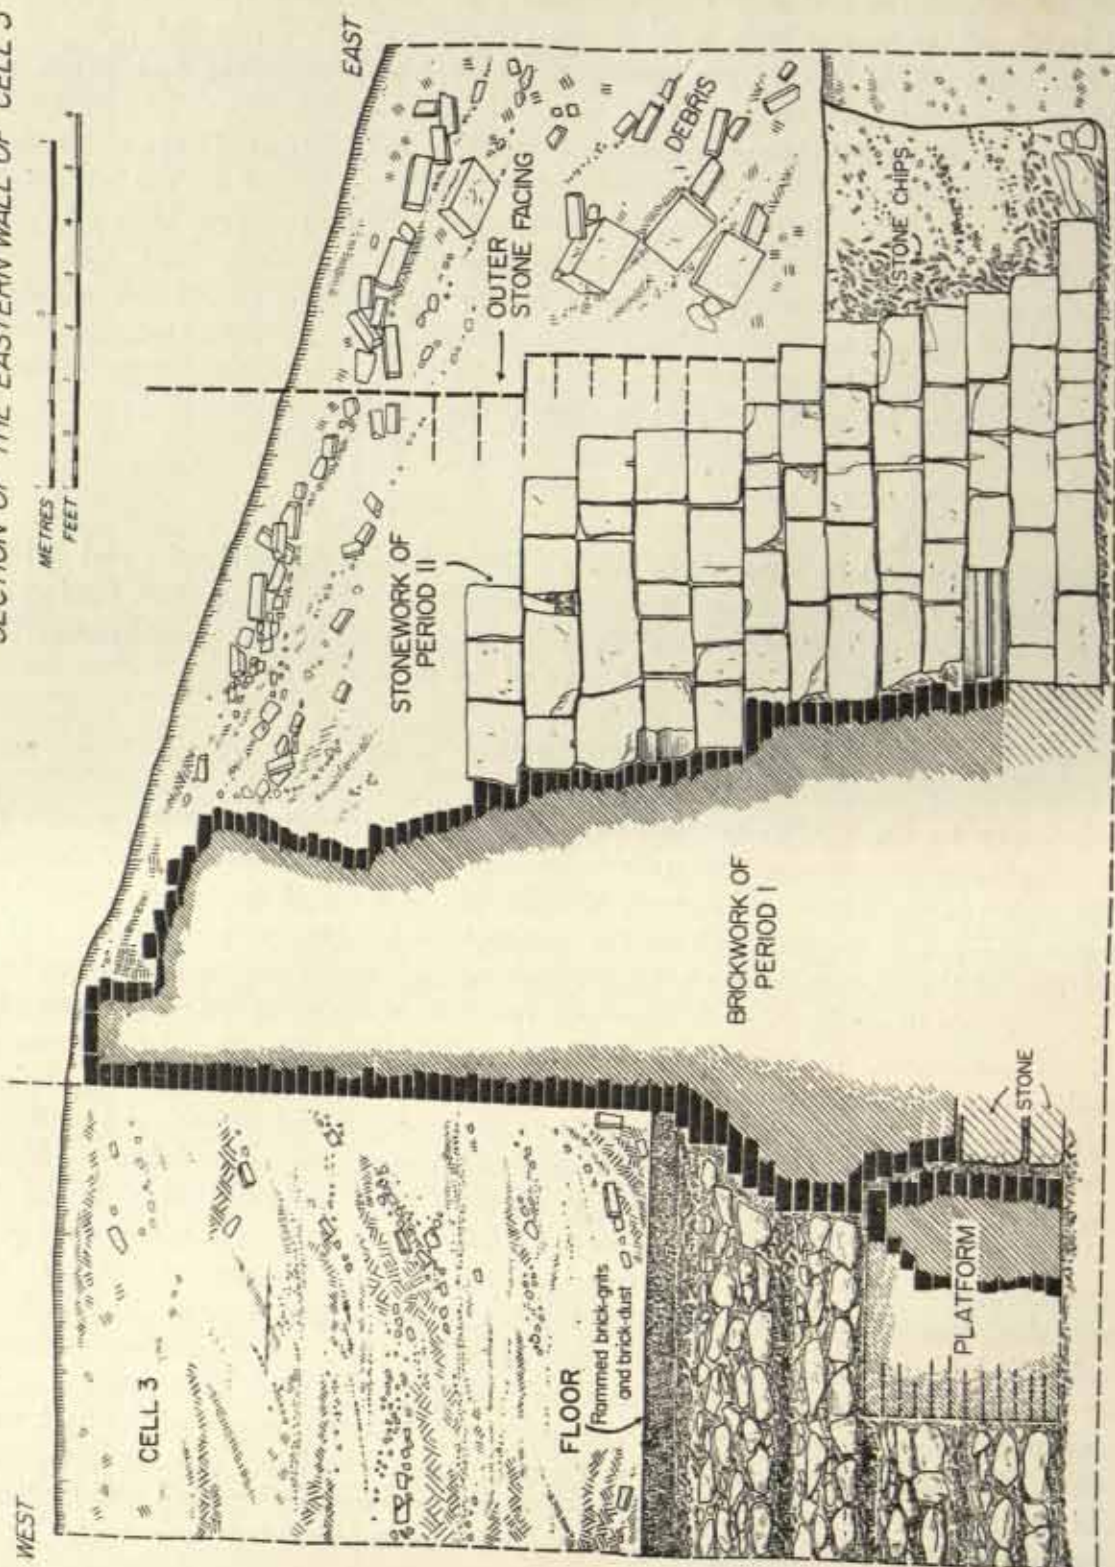 SECTION OF THE EASTERN WALL OF CELL 3
METRES
FEET
WEST
EAST
CELL 3
FLOOR
(Rammed brick-grits
and brick-dust
PLATFORM
STONE
BRICKWORK OF
PERIOD I
STONEWORK OF
PERIOD II
OUTER
STONE FACING
DEBRIS
STONE CHIPS